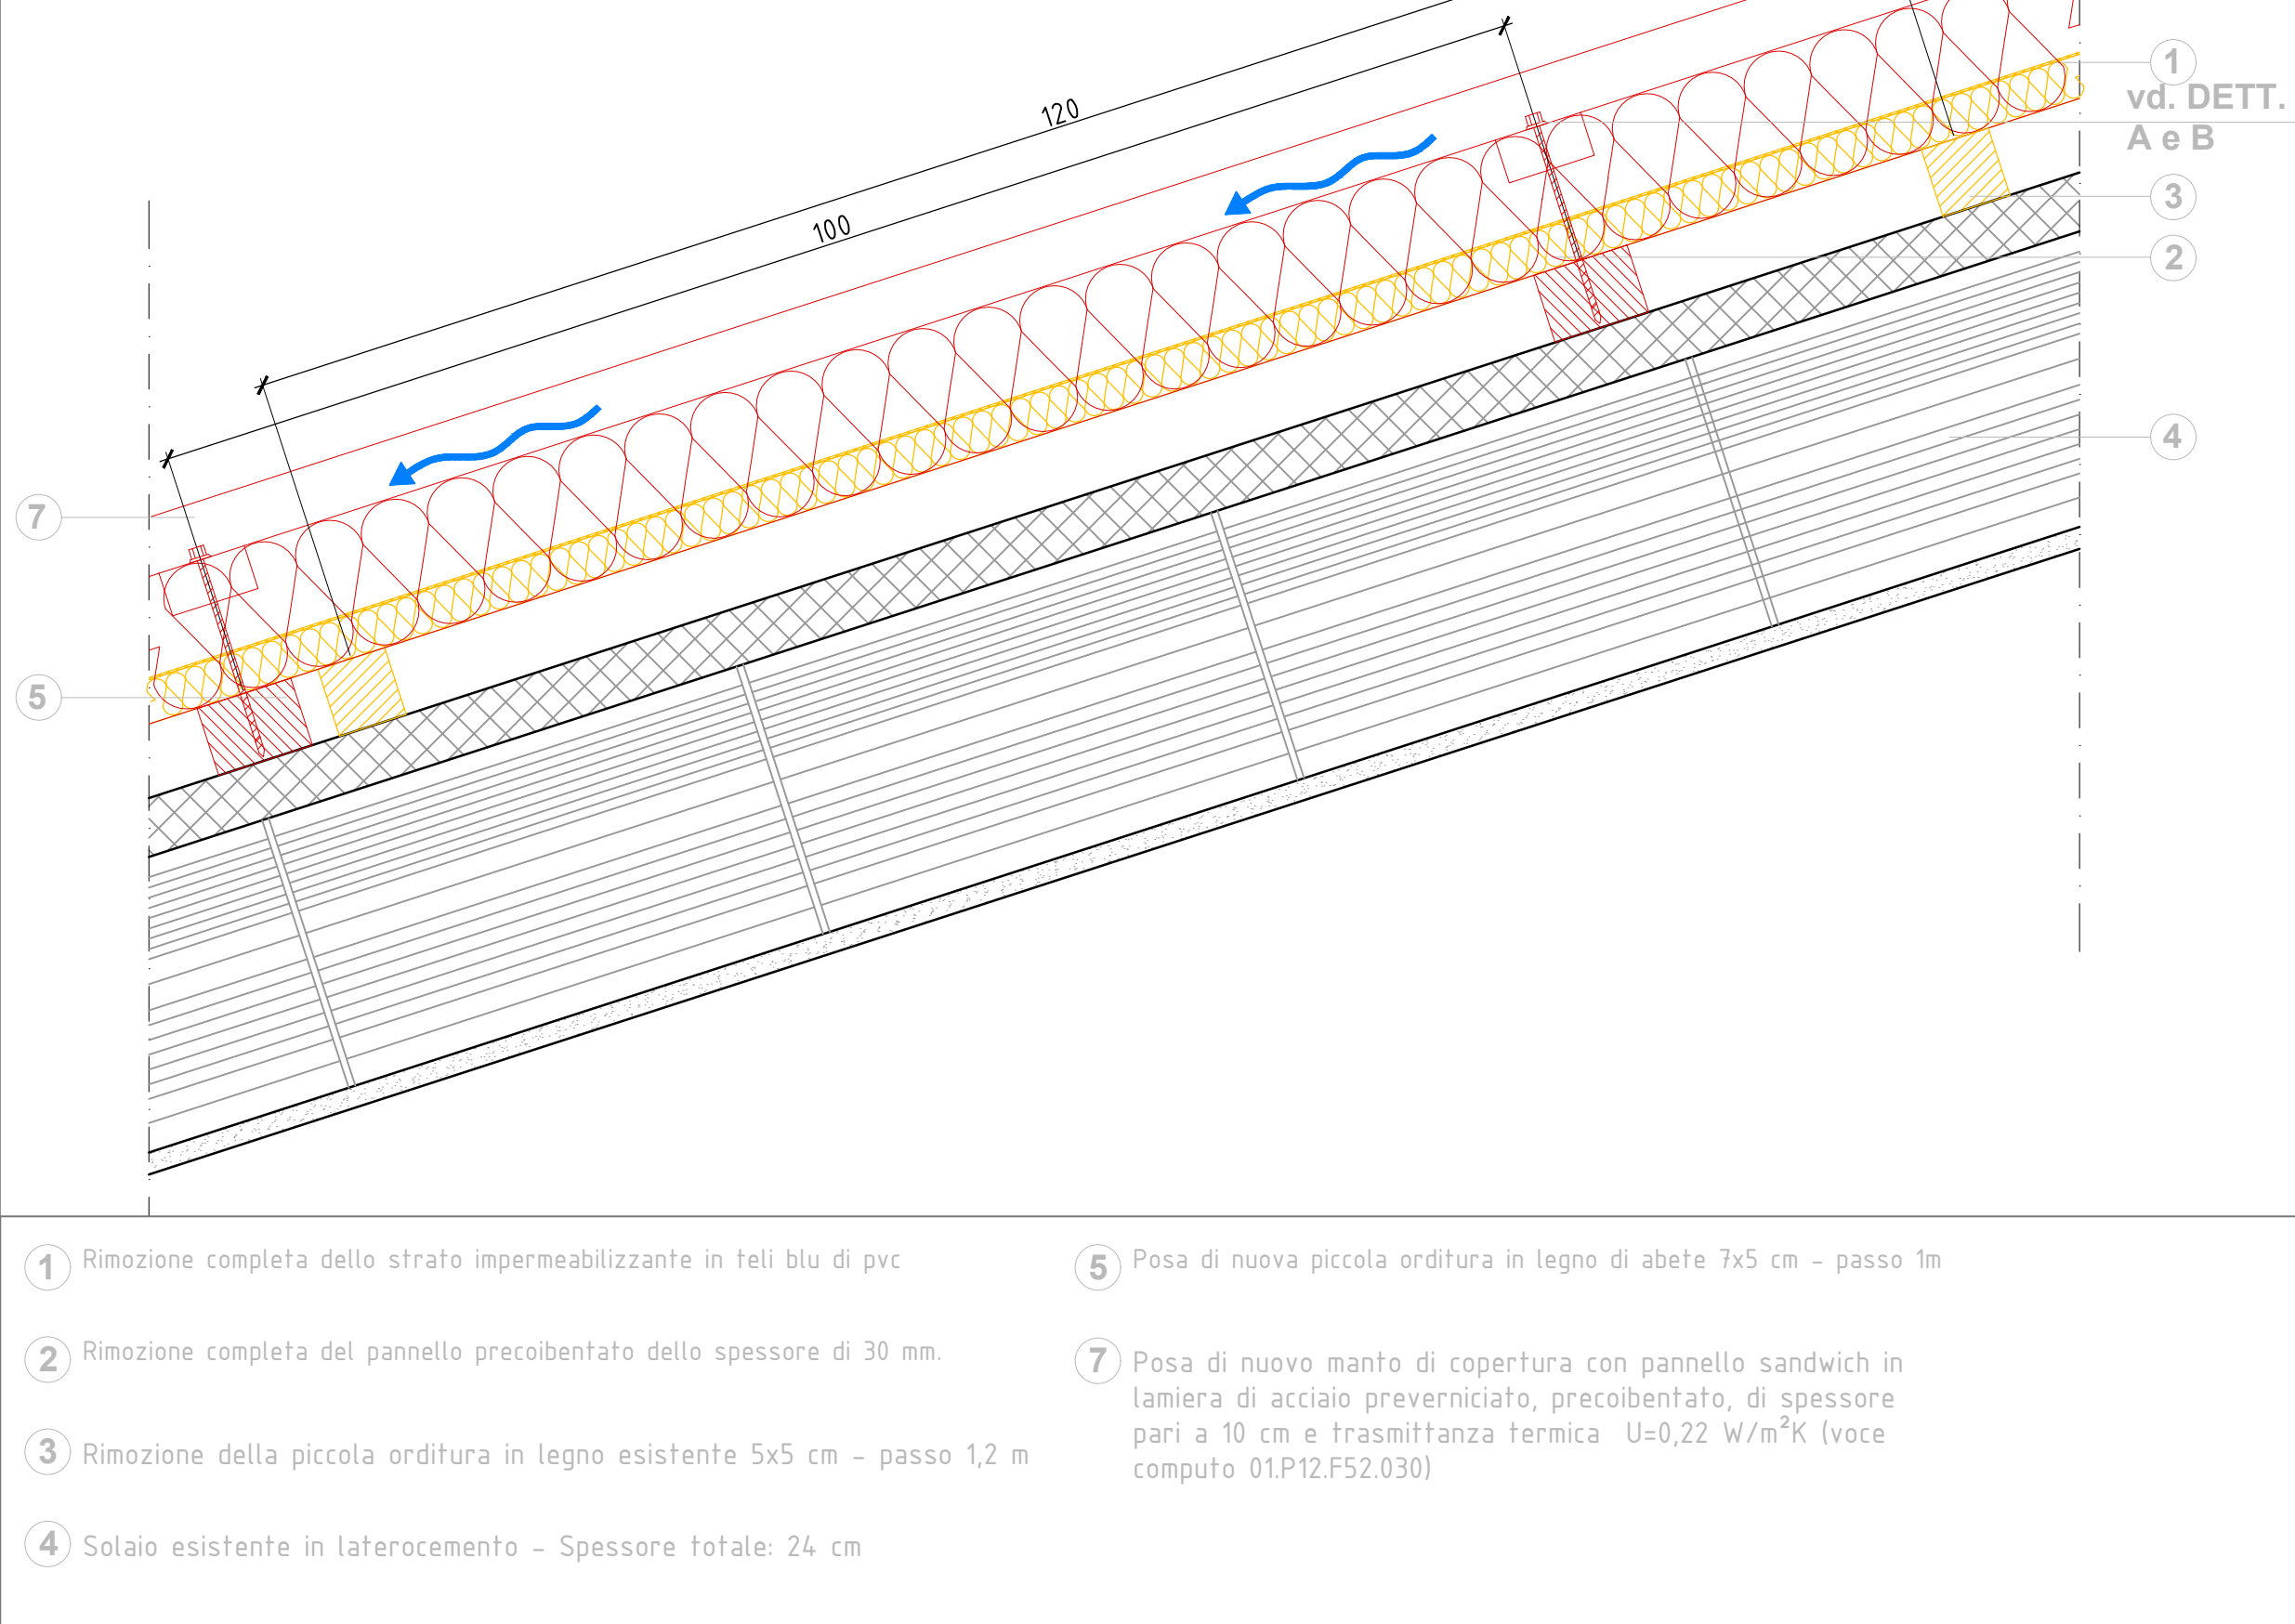 120
100
1
vd. DETT.
A e B
3
2
4
7
5
1 Rimozione completa dello strato impermeabilizzante in teli blu di pvc
2 Rimozione completa del pannello precoibentato dello spessore di 30 mm.
3 Rimozione della piccola orditura in legno esistente 5x5 cm - passo 1,2 m
4 Solaio esistente in laterocemento - Spessore totale: 24 cm
5 Posa di nuova piccola orditura in legno di abete 7x5 cm - passo 1m
7 Posa di nuovo manto di copertura con pannello sandwich in
lamiera di acciaio preverniciato, precoibentato, di spessore
pari a 10 cm e trasmittanza termica U=0,22 W/m²K (voce
computo 01.P12.F52.030)